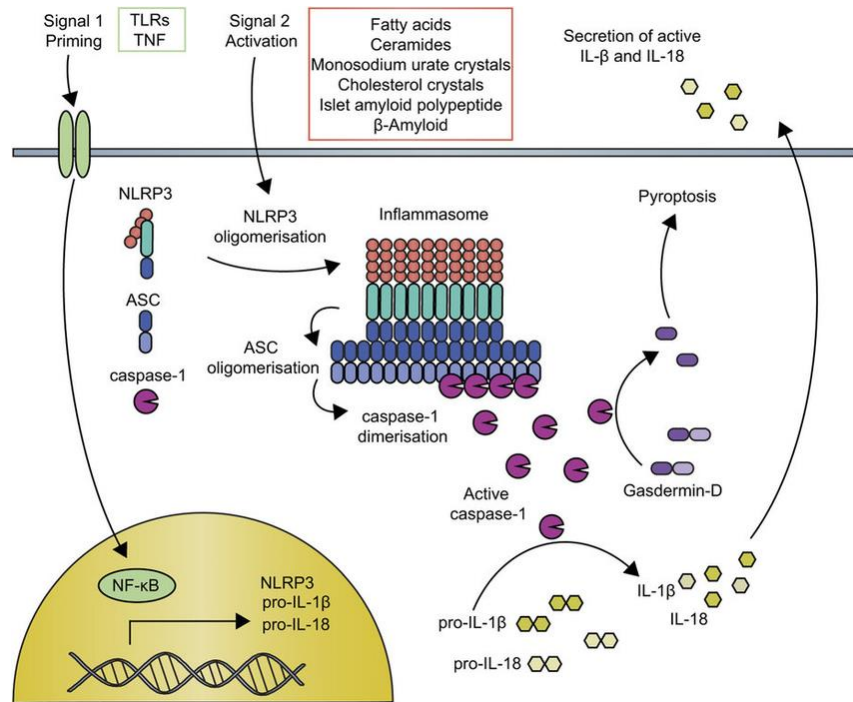 Signal 1
Priming
TLRs
TNF
Signal 2
Activation
Fatty acids
Ceramides
Monosodium urate crystals
Cholesterol crystals
Islet amyloid polypeptide
β-Amyloid
Secretion of active
IL-β and IL-18
NLRP3
NLRP3
oligomerisation
Inflammasome
Pyroptosis
ASC
ASC
oligomerisation
caspase-1
caspase-1
dimerisation
Active
caspase-1
Gasdermin-D
NF-κB
NLRP3
pro-IL-1β
pro-IL-18
pro-IL-1β
pro-IL-18
IL-1β
IL-18